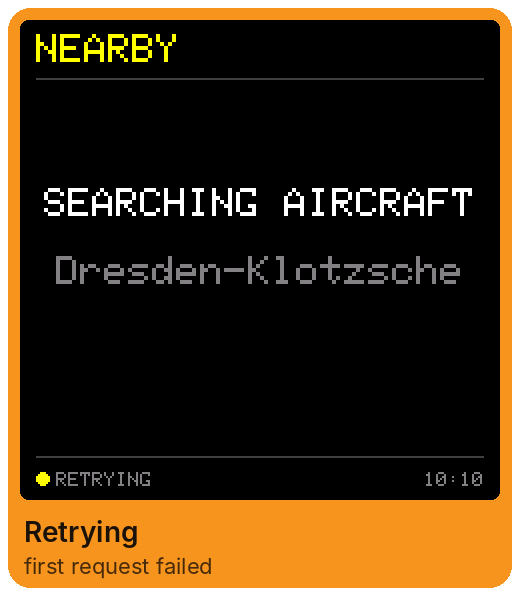 NEARBY
SEARCHING AIRCRAFT
Dresden-Klotzsche
RETRYING 10:10
Retrying
first request failed